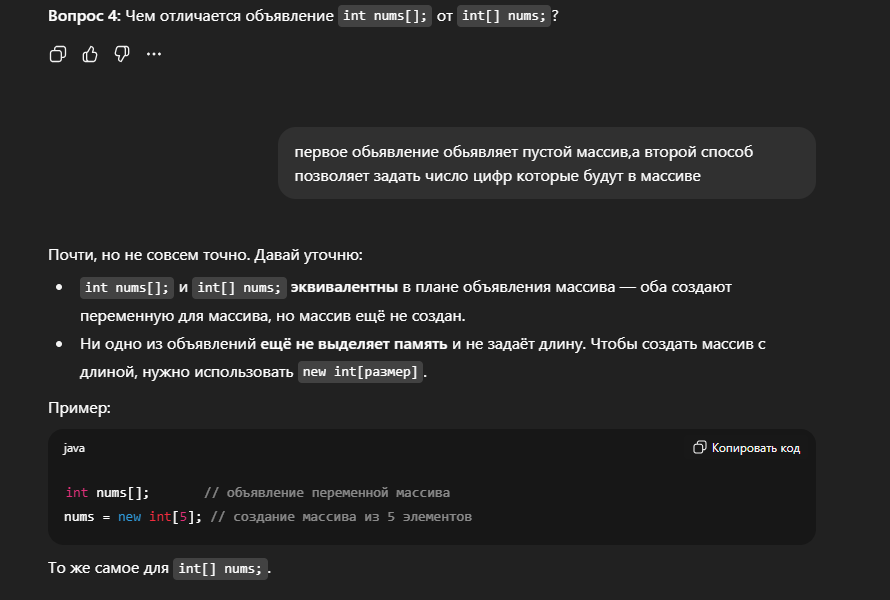 Вопрос 4: Чем отличается объявление int nums[]; от int[] nums; ?
первое обьявление обьявляет пустой массив,а второй способ
позволяет задать число цифр которые будут в массиве
Почти, но не совсем точно. Давай уточню:
• int nums[]; и int[] nums; эквивалентны в плане объявления массива — оба создают
переменную для массива, но массив ещё не создан.
• Ни одно из объявлений ещё не выделяет память и не задаёт длину. Чтобы создать массив с
длиной, нужно использовать new int[размер] .
Пример:
java Копировать код
int nums[]; // объявление переменной массива
nums = new int[5]; // создание массива из 5 элементов
То же самое для int[] nums; .